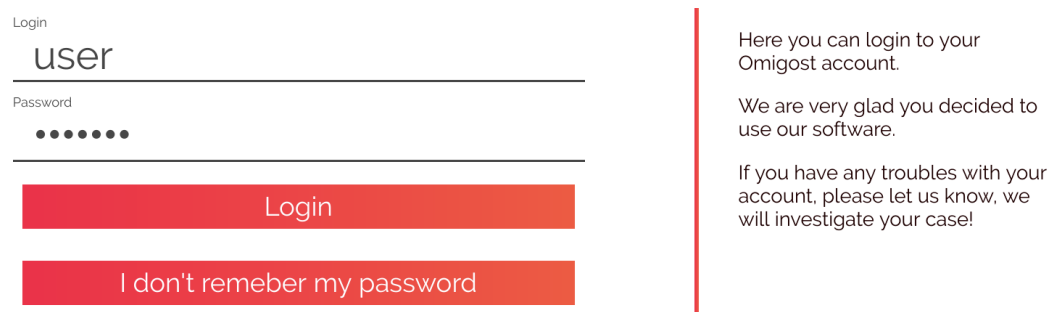 Login
user
Password
•••••••
Login
I don't remeber my password
Here you can login to your
Omigost account.
We are very glad you decided to
use our software.
If you have any troubles with your
account, please let us know, we
will investigate your case!